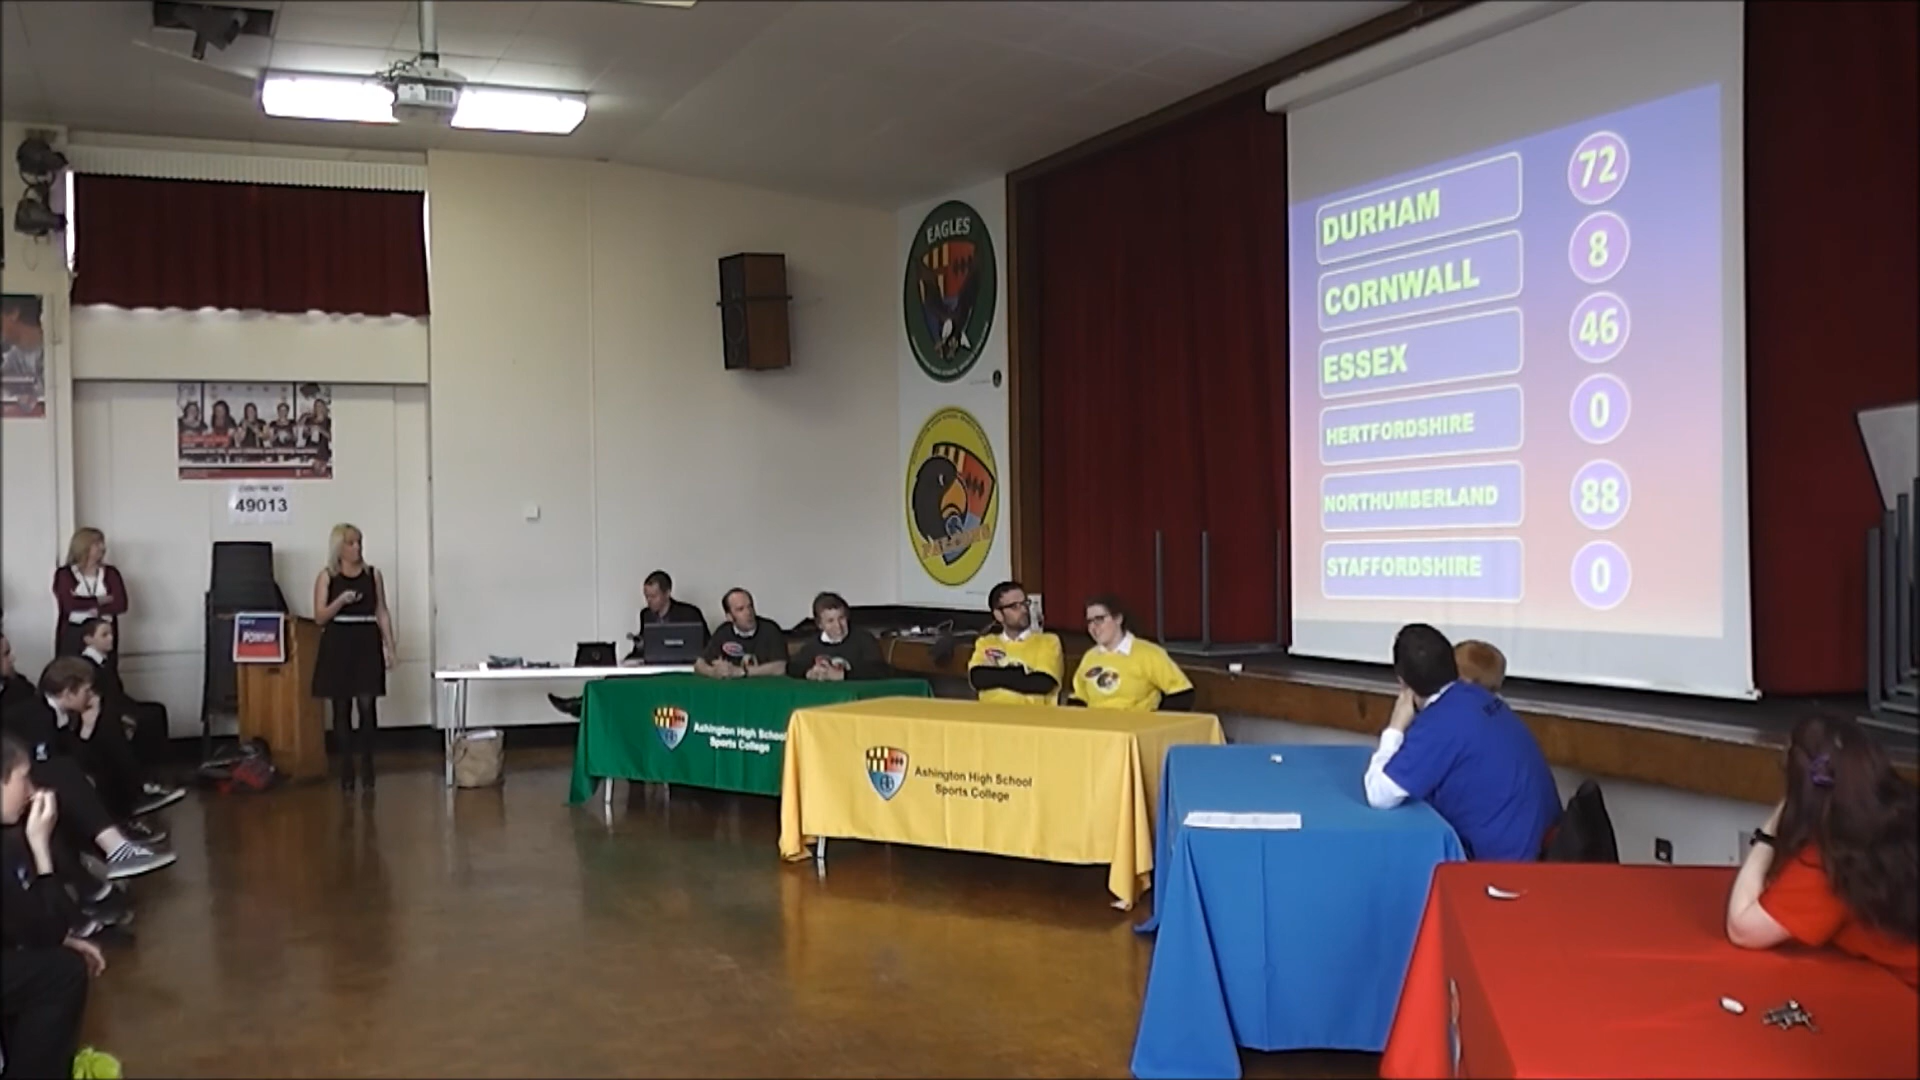 EAGLES
DURHAM 72
CORNWALL 8
ESSEX 46
HERTFORDSHIRE 0
NORTHUMBERLAND 88
STAFFORDSHIRE 0
49013
Ashington High School
Sports College
Ashington High School
Sports College